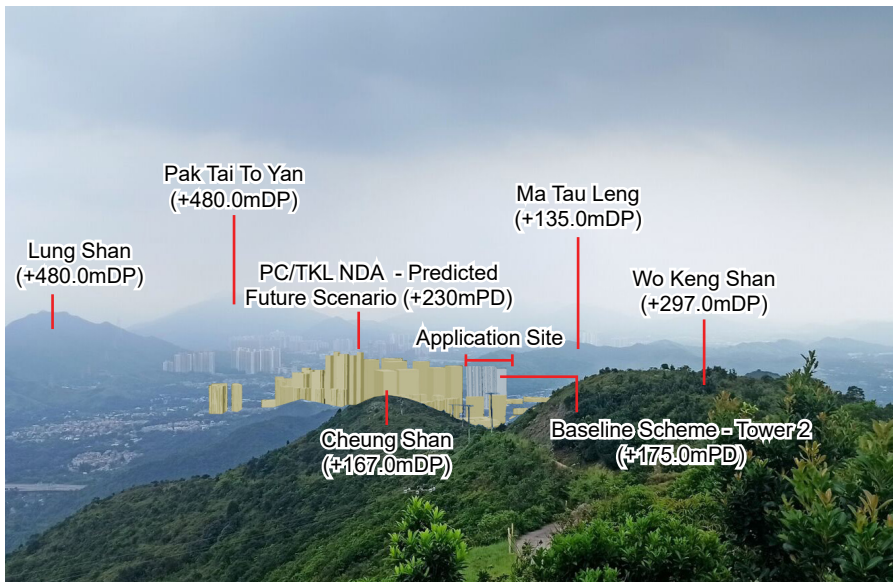 Pak Tai To Yan
(+480.0mDP)
Ma Tau Leng
(+135.0mDP)
Lung Shan
(+480.0mDP)
PC/TKL NDA - Predicted
Future Scenario (+230mPD)
Wo Keng Shan
(+297.0mDP)
Application Site
Cheung Shan
(+167.0mDP)
Baseline Scheme - Tower 2
(+175.0mPD)